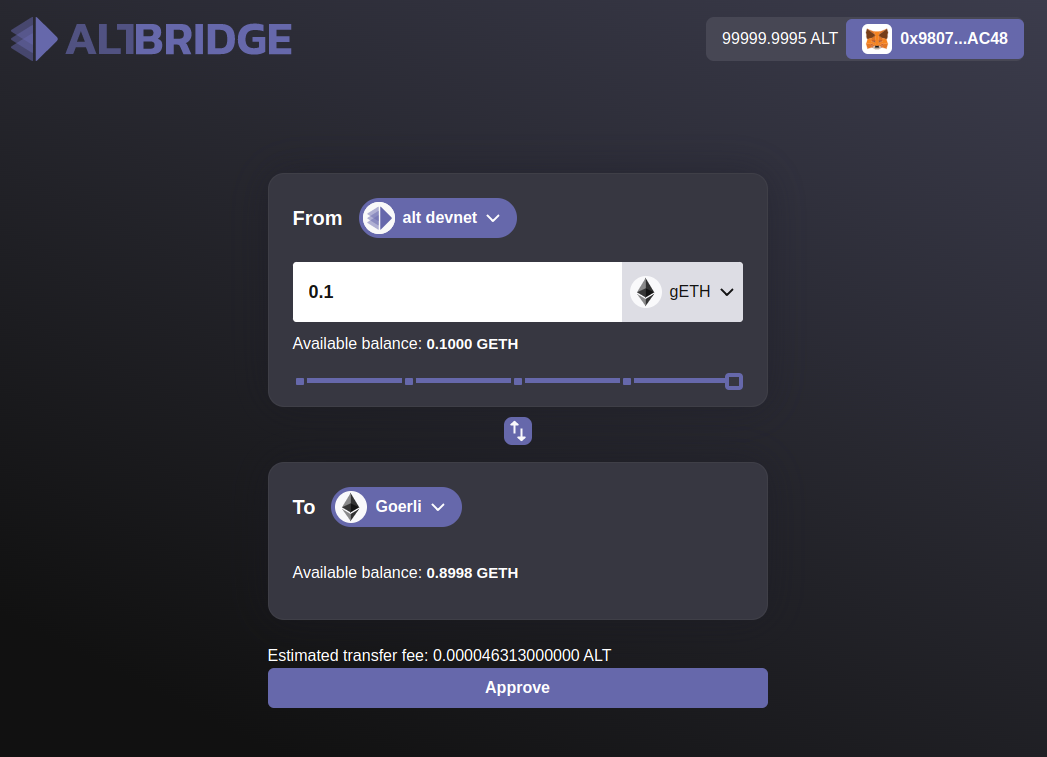 ALTBRIDGE
99999.9995 ALT 0x9807...AC48
From alt devnet
0.1 gETH
Available balance: 0.1000 GETH
To Goerli
Available balance: 0.8998 GETH
Estimated transfer fee: 0.000046313000000 ALT
Approve